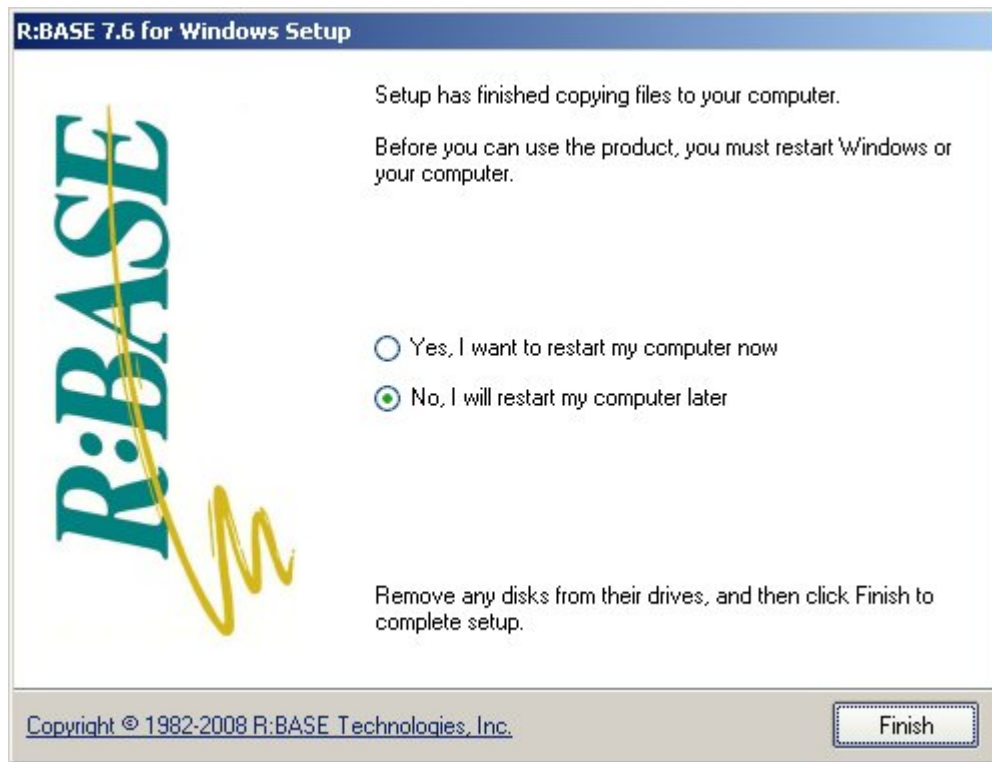 R:BASE 7.6 for Windows Setup
R:BASE
Setup has finished copying files to your computer.
Before you can use the product, you must restart Windows or
your computer.
Yes, I want to restart my computer now
No, I will restart my computer later
Remove any disks from their drives, and then click Finish to
complete setup.
Copyright © 1982-2008 R:BASE Technologies, Inc.
Finish